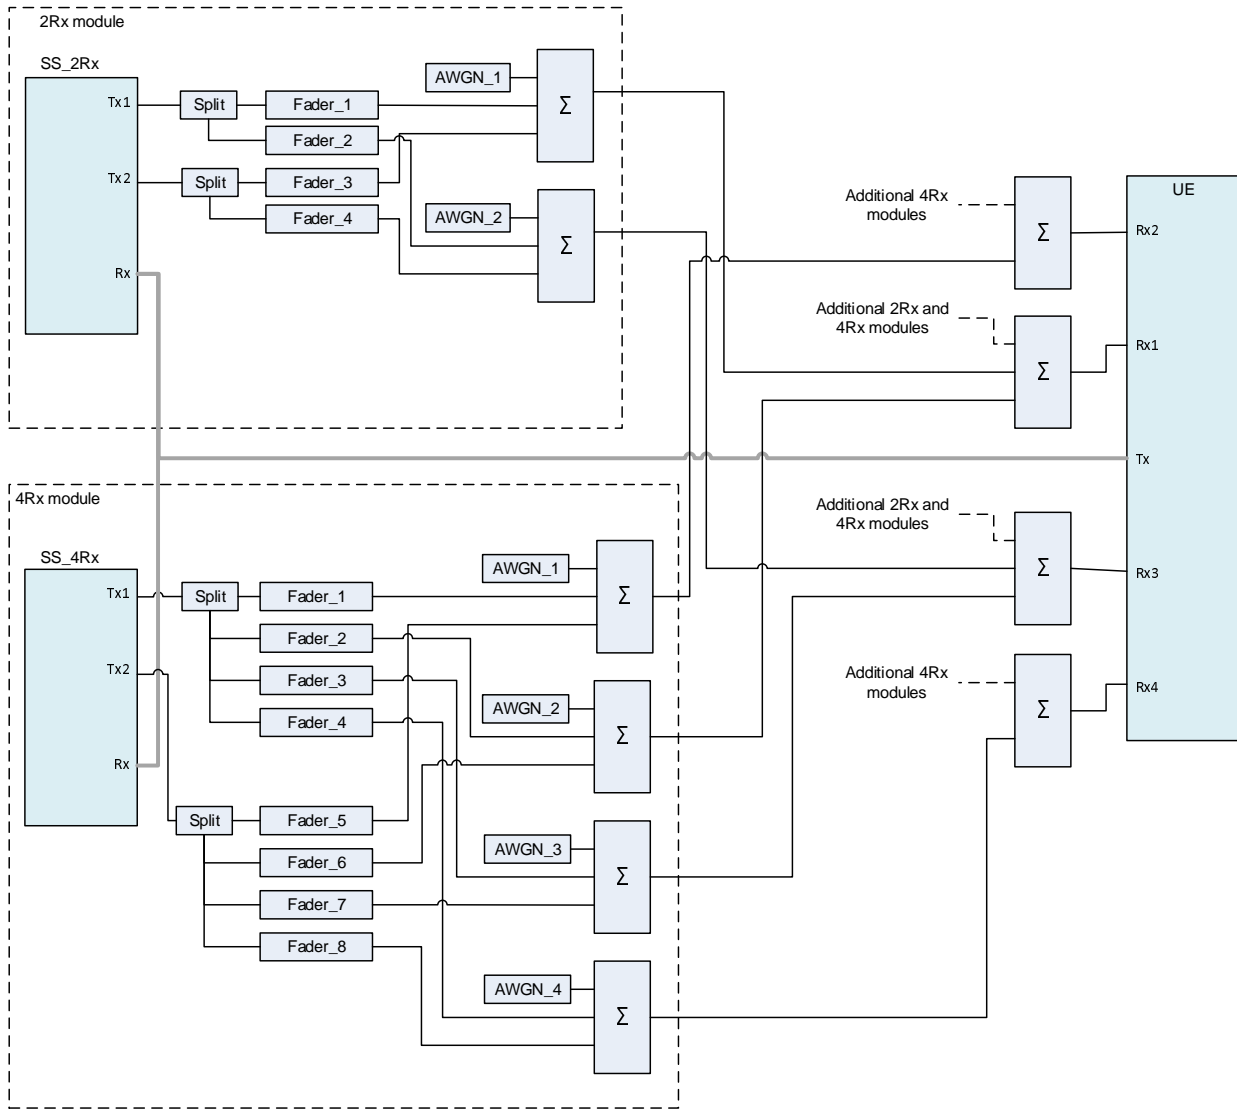 2Rx module
SS_2Rx
Tx1
Tx2
Rx
Split
Fader_1
Fader_2
Split
Fader_3
Fader_4
AWGN_1
Σ
AWGN_2
Σ
4Rx module
SS_4Rx
Tx1
Tx2
Rx
Split
Fader_1
Fader_2
Fader_3
Fader_4
Split
Fader_5
Fader_6
Fader_7
Fader_8
AWGN_1
Σ
AWGN_2
Σ
AWGN_3
Σ
AWGN_4
Σ
Additional 4Rx
modules
Σ
Additional 2Rx and
4Rx modules
Σ
Additional 2Rx and
4Rx modules
Σ
Additional 4Rx
modules
Σ
UE
Rx2
Rx1
Tx
Rx3
Rx4